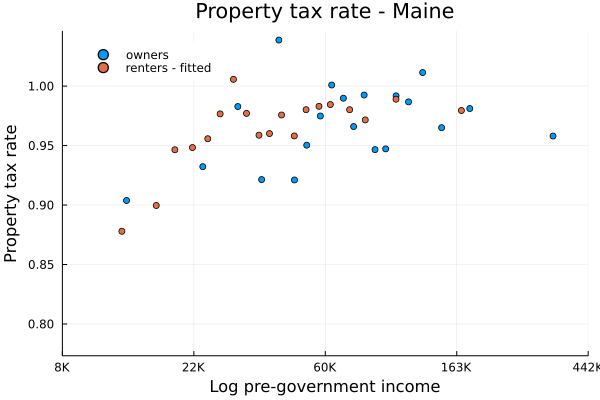 Property tax rate - Maine
owners
renters - fitted
Property tax rate
1.00
0.95
0.90
0.85
0.80
8K
22K
60K
163K
442K
Log pre-government income